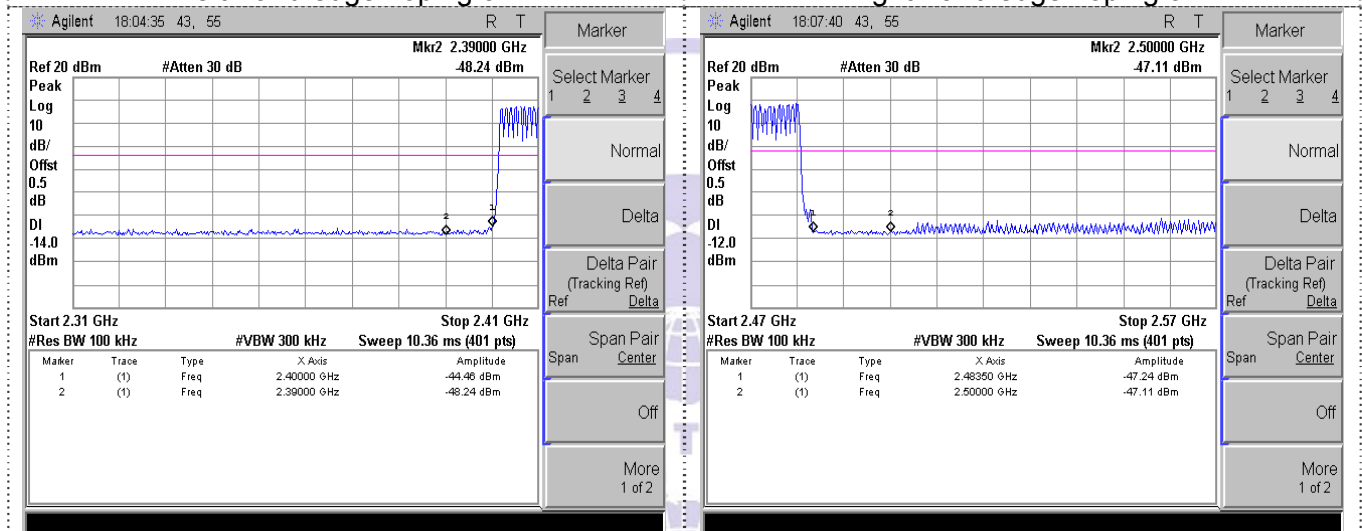 Agilent 18:04:35 43, 55 R T
Mkr2 2.39000 GHz
Ref 20 dBm #Atten 30 dB -48.24 dBm
Peak
Log
10
dB/
Offst
0.5
dB
DI
-14.0
dBm
2
1
Start 2.31 GHz Stop 2.41 GHz
#Res BW 100 kHz #VBW 300 kHz Sweep 10.36 ms (401 pts)
Marker Trace Type X Axis Amplitude
1 (1) Freq 2.40000 GHz -44.46 dBm
2 (1) Freq 2.39000 GHz -48.24 dBm
Marker
Select Marker
1 2 3 4
Normal
Delta
Delta Pair
(Tracking Ref)
Ref Delta
Span Pair
Span Center
Off
More
1 of 2
Agilent 18:07:40 43, 55 R T
Mkr2 2.50000 GHz
Ref 20 dBm #Atten 30 dB -47.11 dBm
Peak
Log
10
dB/
Offst
0.5
dB
DI
-12.0
dBm
1
2
Start 2.47 GHz Stop 2.57 GHz
#Res BW 100 kHz #VBW 300 kHz Sweep 10.36 ms (401 pts)
Marker Trace Type X Axis Amplitude
1 (1) Freq 2.48350 GHz -47.24 dBm
2 (1) Freq 2.50000 GHz -47.11 dBm
Marker
Select Marker
1 2 3 4
Normal
Delta
Delta Pair
(Tracking Ref)
Ref Delta
Span Pair
Span Center
Off
More
1 of 2